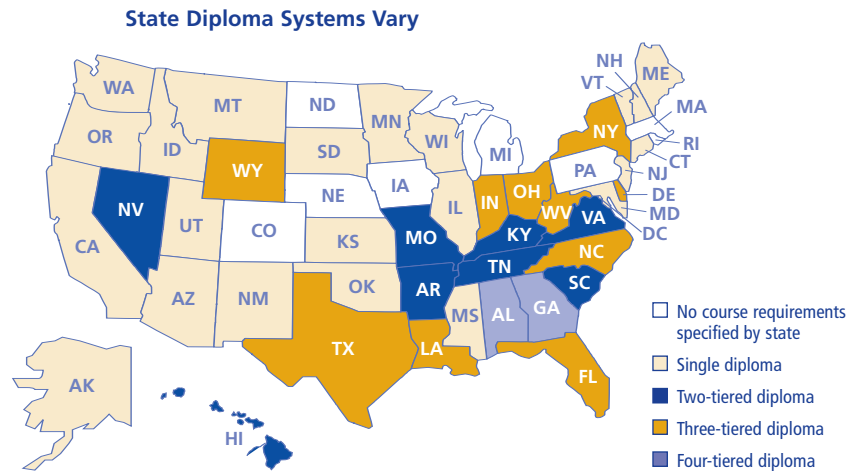 State Diploma Systems Vary
WA
OR
CA
NV
ID
MT
WY
UT
AZ
CO
NM
ND
SD
NE
KS
OK
TX
MN
IA
MO
AR
LA
WI
IL
MI
IN
OH
KY
TN
MS
AL
GA
FL
SC
NC
VA
WV
PA
NY
VT
NH
ME
MA
RI
CT
NJ
DE
MD
DC
AK
HI
No course requirements
specified by state
Single diploma
Two-tiered diploma
Three-tiered diploma
Four-tiered diploma